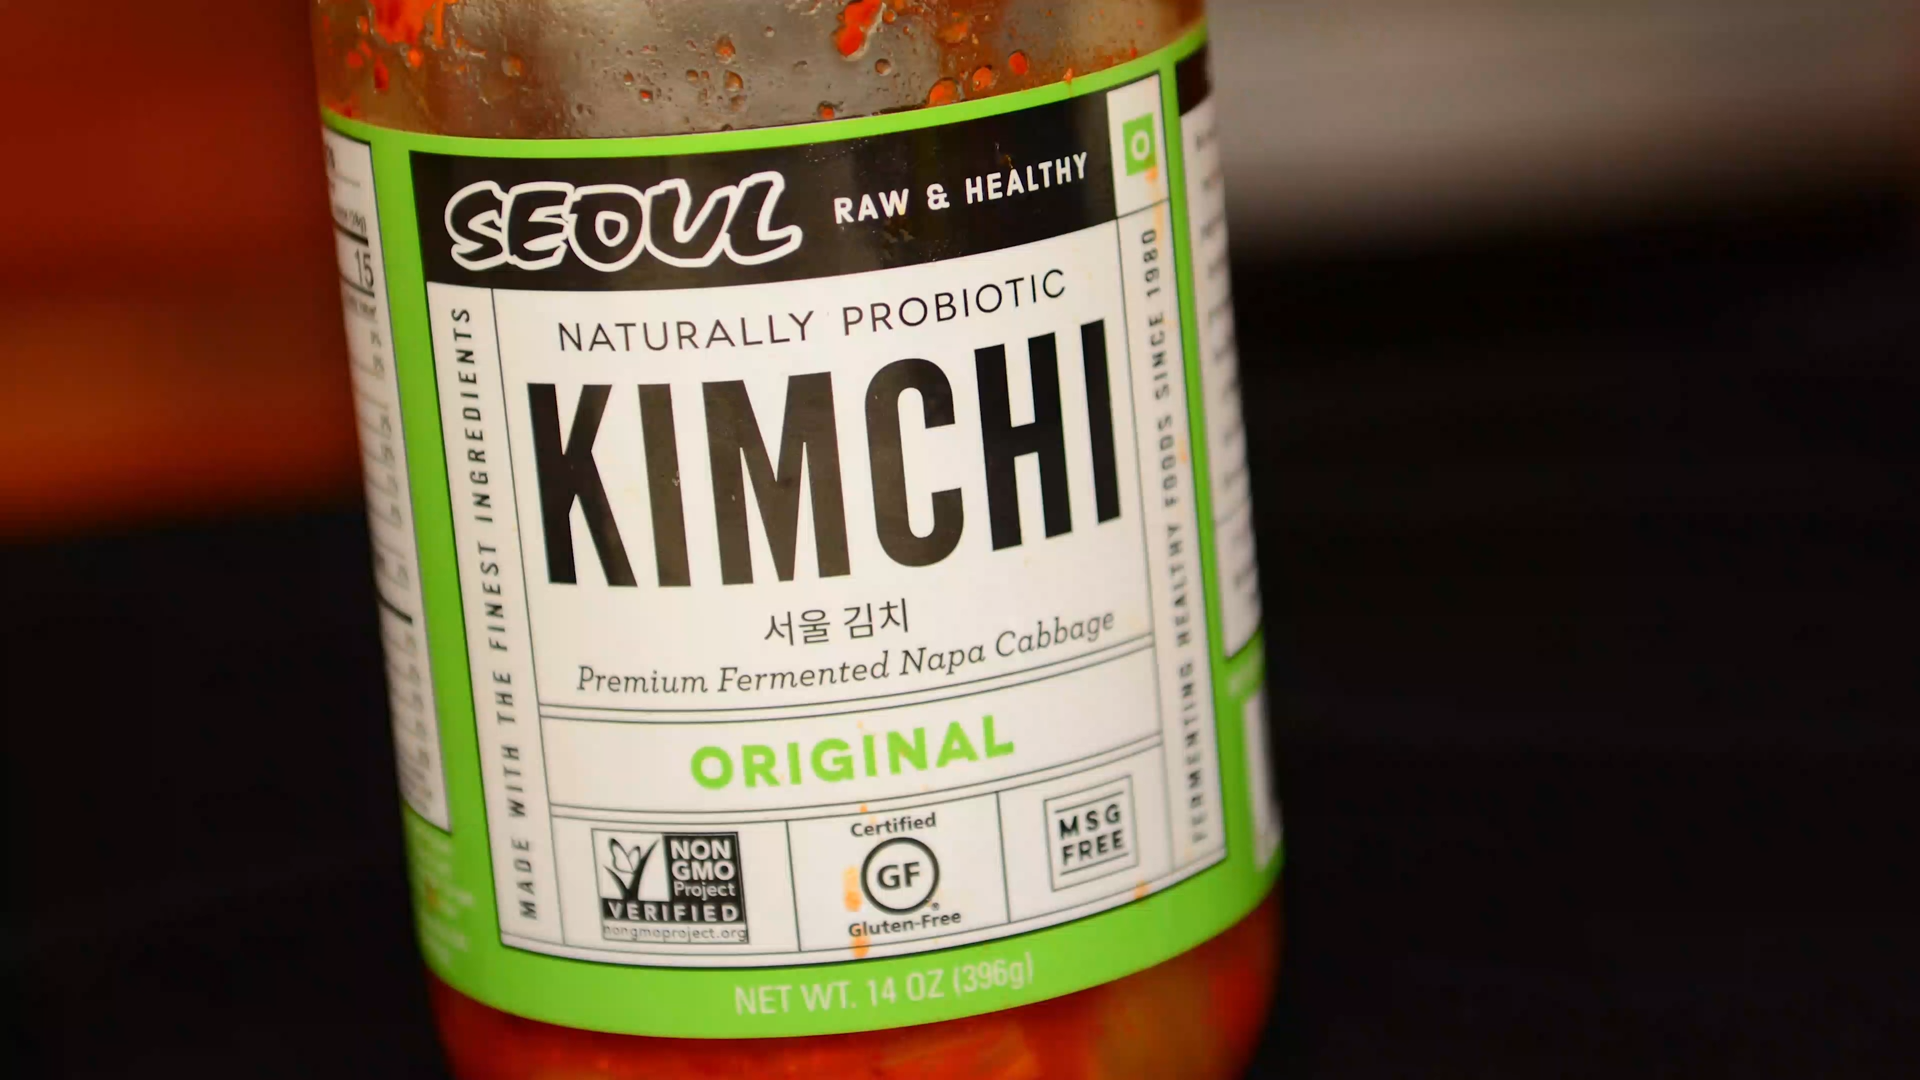 SEOUL
RAW & HEALTHY
O
NATURALLY PROBIOTIC
KIMCHI
서울 김치
Premium Fermented Napa Cabbage
ORIGINAL
NON
GMO
Project
VERIFIED
nongmoproject.org
Certified
GF
Gluten-Free
MSG
FREE
MADE WITH THE FINEST INGREDIENTS
FERMENTING HEALTHY FOODS SINCE 1980
NET WT. 14 OZ (396g)
15